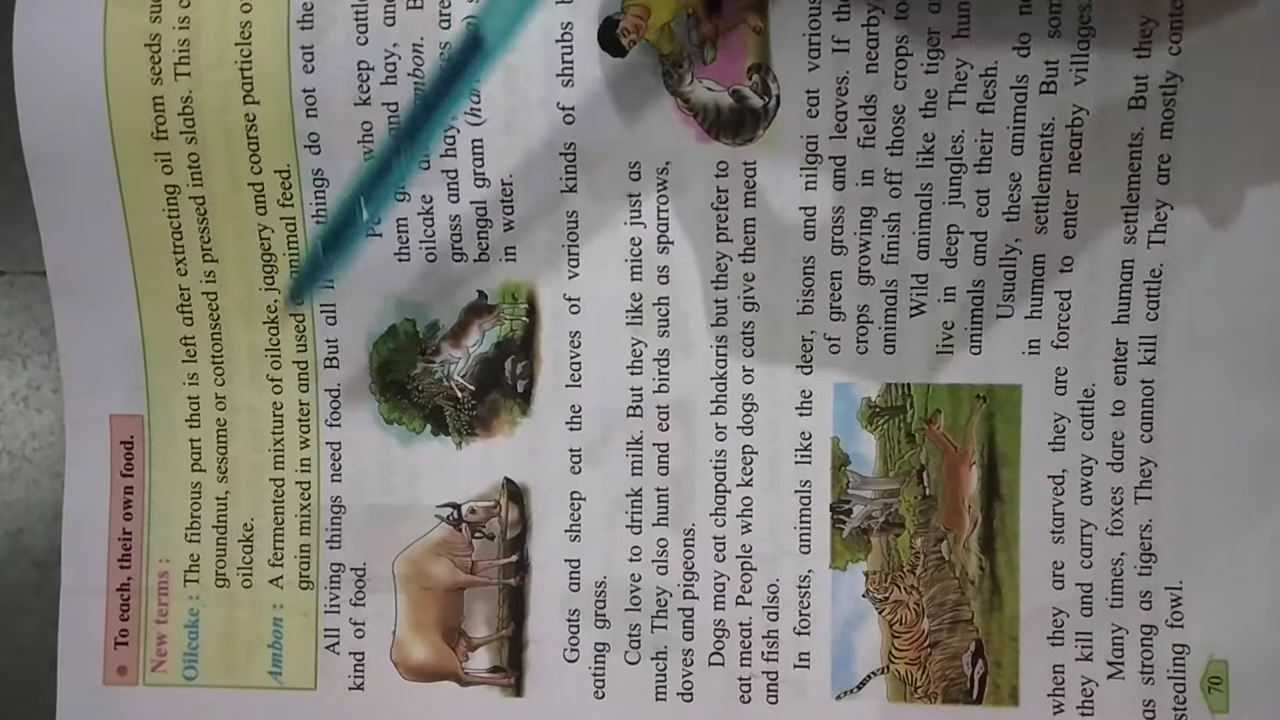 • To each, their own food.
New terms :
Oilcake : The fibrous part that is left after extracting oil from seeds
groundnut, sesame or cottonseed is pressed into slabs. This is
oilcake.
Ambon : A fermented mixture of oilcake, jaggery and coarse particles
grain mixed in water and used animal feed.
All living things need food. But all things do not eat the
kind of food.
who keep
them and hay, and
oilcake
grass and hay, are
bengal gram
in water.
Goats and sheep eat the leaves of various kinds of shrubs
eating grass.
Cats love to drink milk. But they like mice just as
much. They also hunt and eat birds such as sparrows,
doves and pigeons.
Dogs may eat chapatis or bhakaris but they prefer to
eat meat. People who keep dogs or cats give them meat
and fish also.
In forests, animals like the deer, bisons and nilgai eat various
of green grass and leaves. If
crops growing in fields nearby,
animals finish off those crops
Wild animals like the tiger
live in deep jungles. They
animals and eat their flesh.
Usually, these animals do
in human settlements. But
when they are starved, they are forced to enter nearby villages.
they kill and carry away cattle.
Many times, foxes dare to enter human settlements. But they
as strong as tigers. They cannot kill cattle. They are mostly
stealing fowl.
70